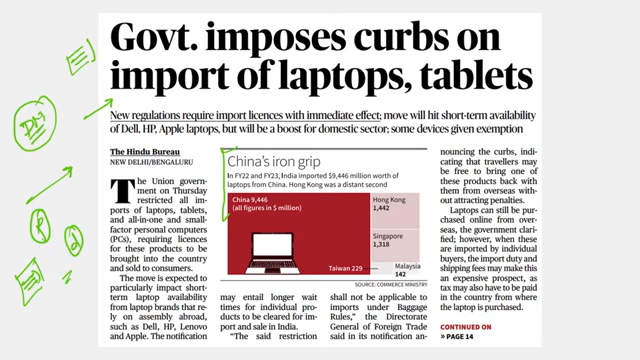 Govt. imposes curbs on
import of laptops, tablets
New regulations require import licences with immediate effect; move will hit short-term availability
of Dell, HP, Apple laptops, but will be a boost for domestic sector; some devices given exemption
The Hindu Bureau
NEW DELHI/BENGALURU
The Union govern-
ment on Thursday
restricted all im-
ports of laptops, tablets,
and all-in-one and small-
factor personal computers
(PCs), requiring licences
for these products to be
brought into the country
and sold to consumers.
The move is expected to
particularly impact short-
term laptop availability
from laptop brands that re-
ly on assembly abroad,
such as Dell, HP, Lenovo
and Apple. The notification
China's iron grip
In FY22 and FY23, India imported $9,446 million worth of
laptops from China. Hong Kong was a distant second
China 9,446
(all figures in $ million)
Hong Kong
1,442
Singapore
1,318
Taiwan 229
Malaysia
142
SOURCE: COMMERCE MINISTRY
may entail longer wait
times for individual pro-
ducts to be cleared for im-
port and sale in India.
"The said restriction
shall not be applicable to
imports under Baggage
Rules," the Directorate
General of Foreign Trade
said in its notification an-
nouncing the curbs, indi-
cating that travellers may
be free to bring one of
these products back with
them from overseas with-
out attracting penalties.
Laptops can still be pur-
chased online from over-
seas, the government clari-
fied; however, when these
are imported by individual
buyers, the import duty and
shipping fees may make this
an expensive prospect, as
tax may also have to be paid
in the country from where
the laptop is purchased.
CONTINUED ON
» PAGE 14